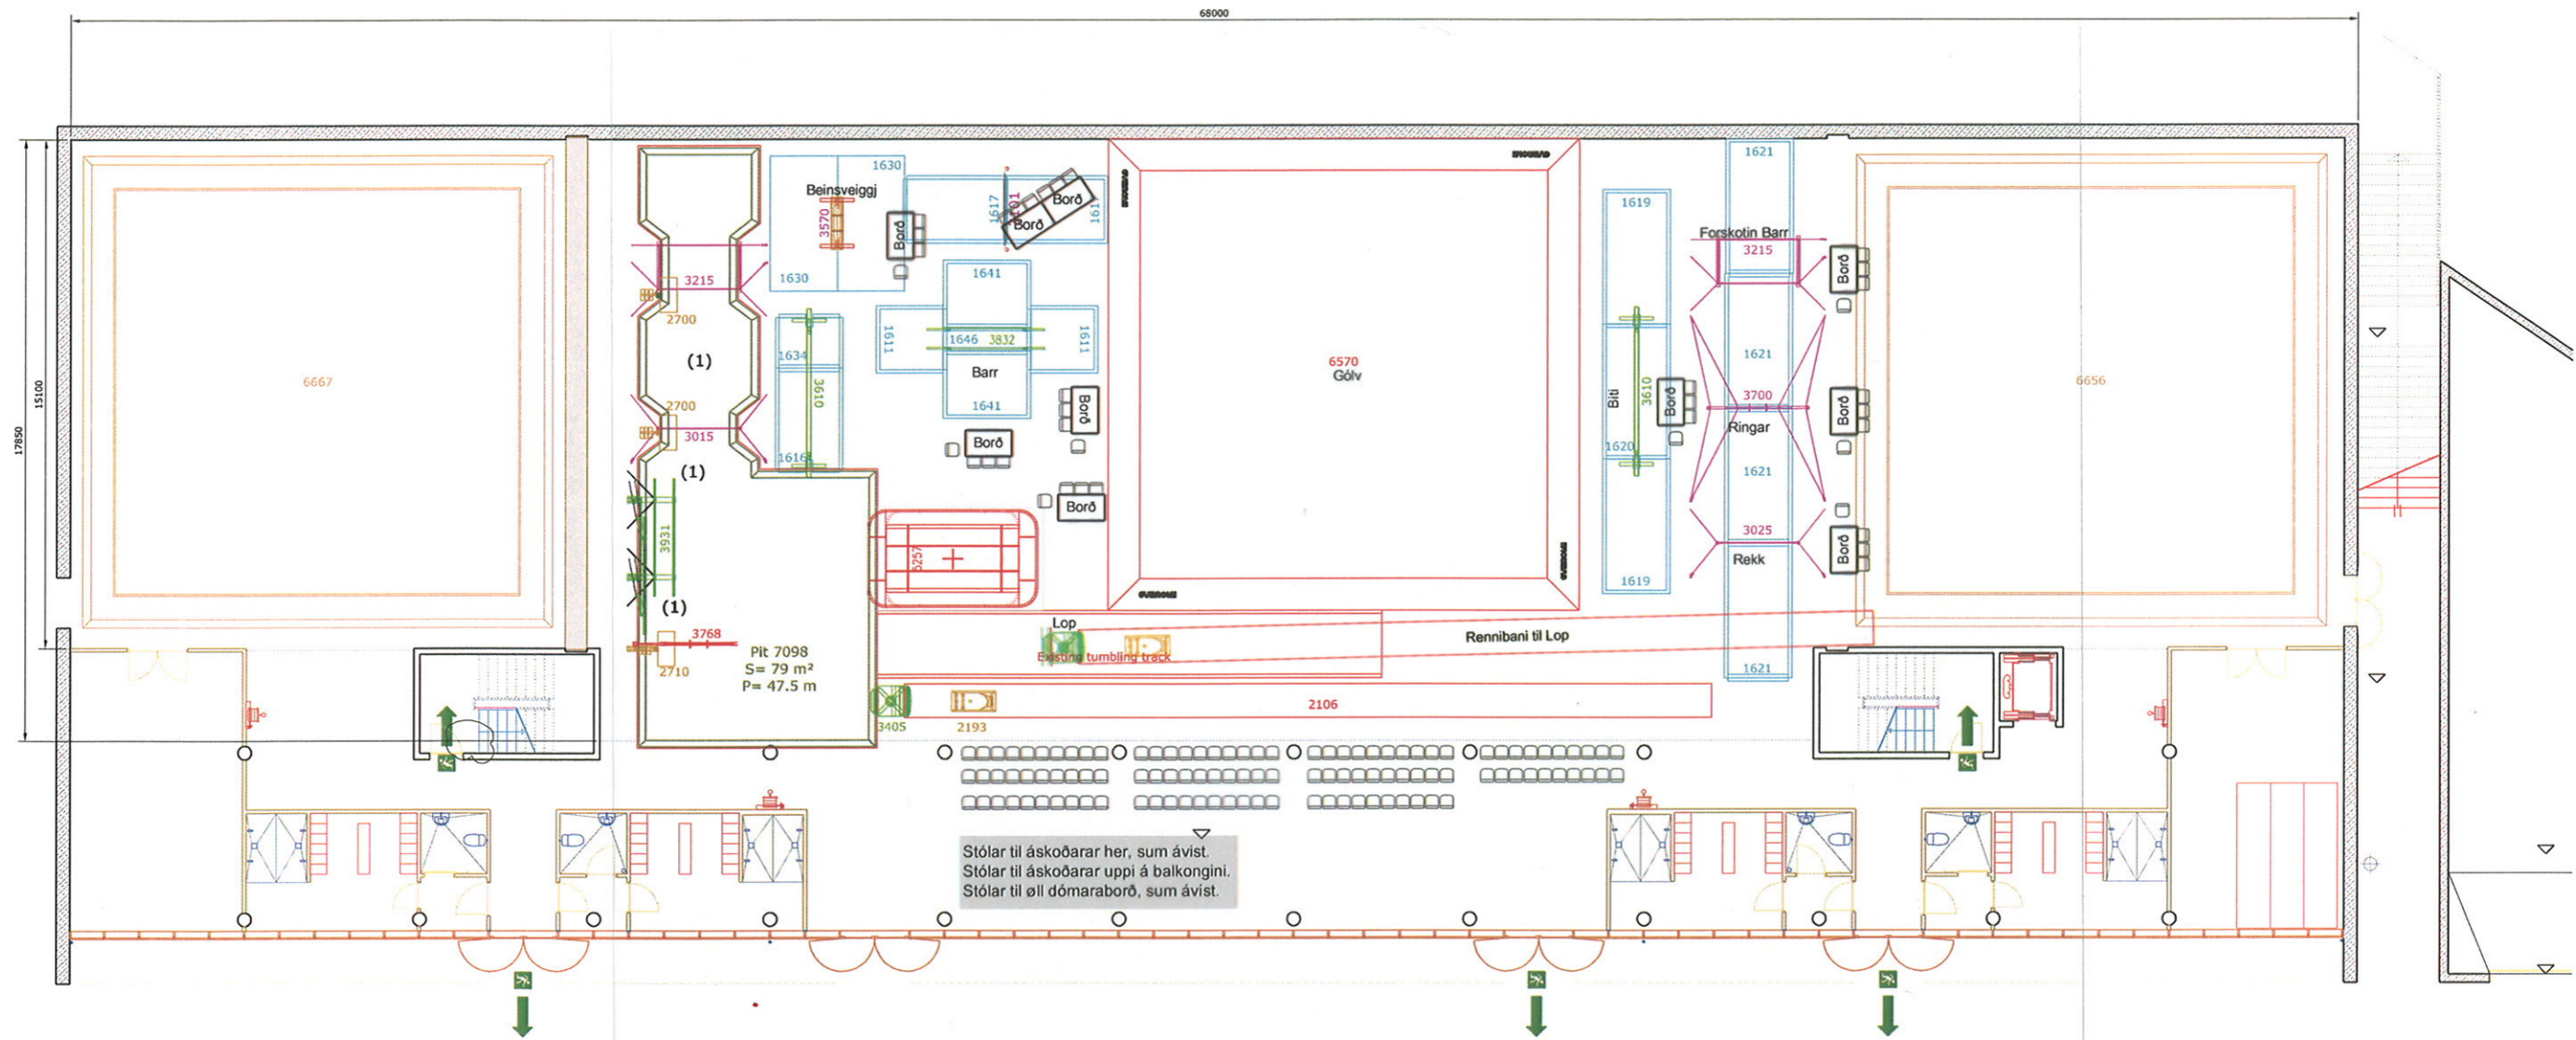 68000
17850
15100
6667
3215
2700
(1)
2700
3015
(1)
3931
(1)
3768
2710
Pit 7098
S= 79 m²
P= 47.5 m
1630
Beinsveiggj
3570
1630
Borð
1617
Borð
Borð
1634
3610
1616
1641
1611
1646
3832
1611
Barr
1641
Borð
Borð
Borð
6570
Gólv
1619
Biti
3610
Borð
1620
1619
1621
Forskotin Barr
3215
Borð
1621
3700
Ringar
Borð
1621
3025
Rekk
Borð
1621
6656
Lop
Existing tumbling track
Rennibani til Lop
3405
2193
2106
Stólar til áskoðarar her, sum ávist.
Stólar til áskoðarar uppi á balkongini.
Stólar til øll dómaraborð, sum ávíst.